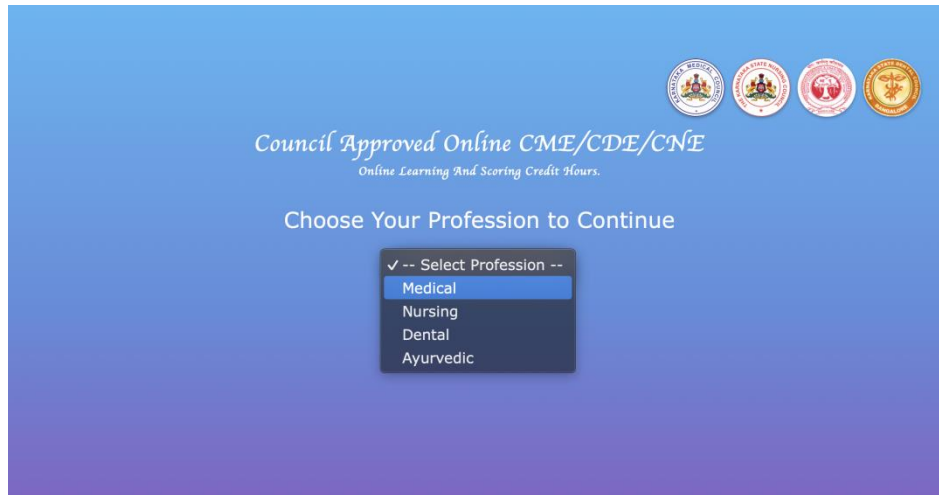 Council Approved Online CME/CDE/CNE
Online Learning And Scoring Credit Hours.
Choose Your Profession to Continue
✓ -- Select Profession --
Medical
Nursing
Dental
Ayurvedic